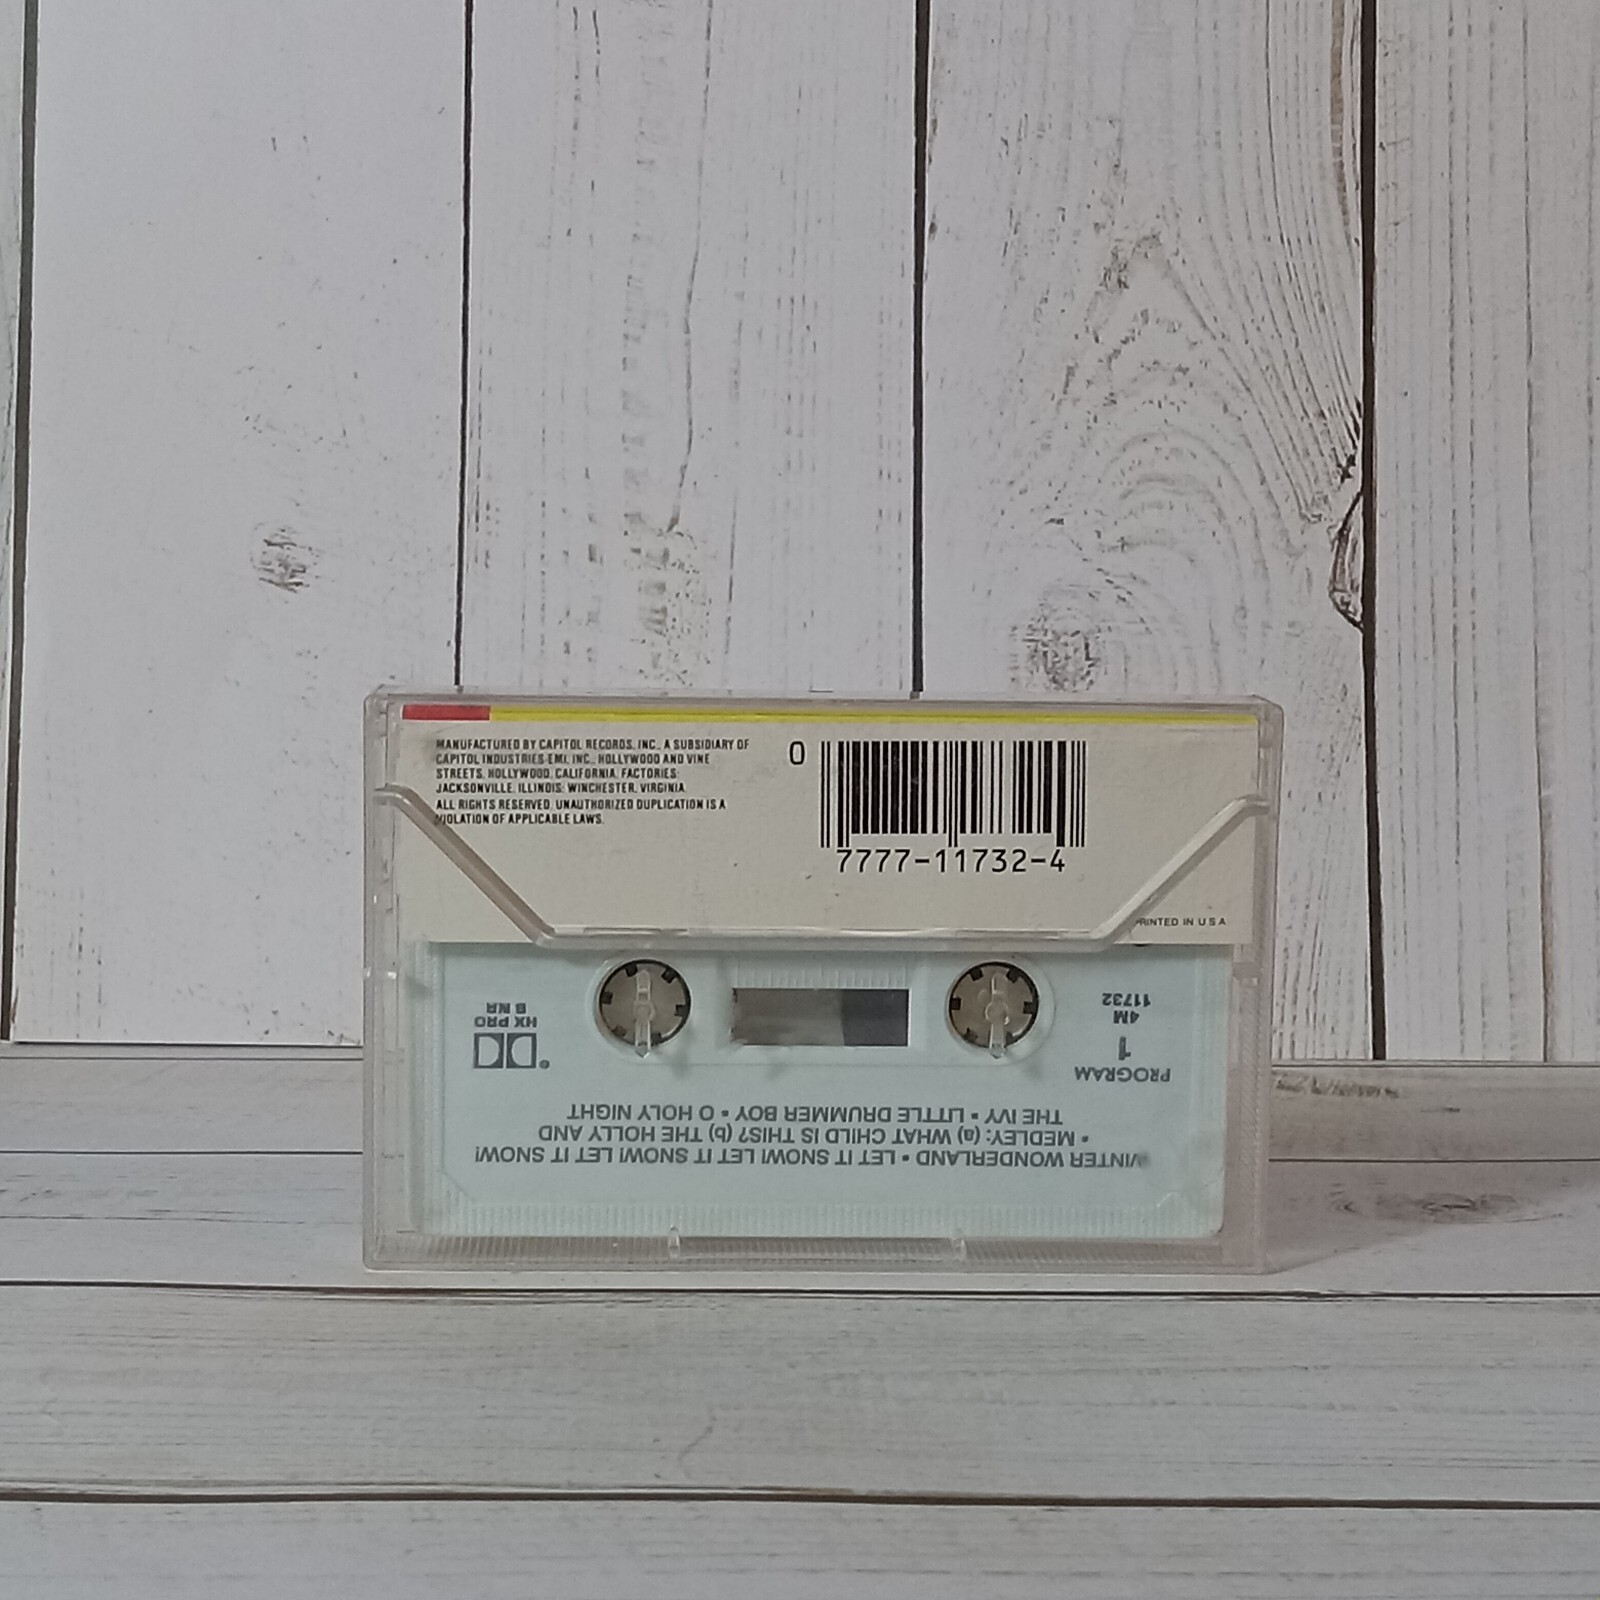 MANUFACTURED BY CAPITOL RECORDS, INC., A SUBSIDIARY OF
CAPITOL INDUSTRIES-EMI, INC., HOLLYWOOD AND VINE
STREETS, HOLLYWOOD, CALIFORNIA. FACTORIES:
JACKSONVILLE, ILLINOIS; WINCHESTER, VIRGINIA.
ALL RIGHTS RESERVED. UNAUTHORIZED DUPLICATION IS A
VIOLATION OF APPLICABLE LAWS.
0
7777-11732-4
PRINTED IN U S A
WINTER WONDERLAND • LET IT SNOW! LET IT SNOW! LET IT SNOW!
• MEDLEY: (a) WHAT CHILD IS THIS? (b) THE HOLLY AND
THE IVY • LITTLE DRUMMER BOY • O HOLY NIGHT
PROGRAM
1
4M
11732
HX PRO
B NR